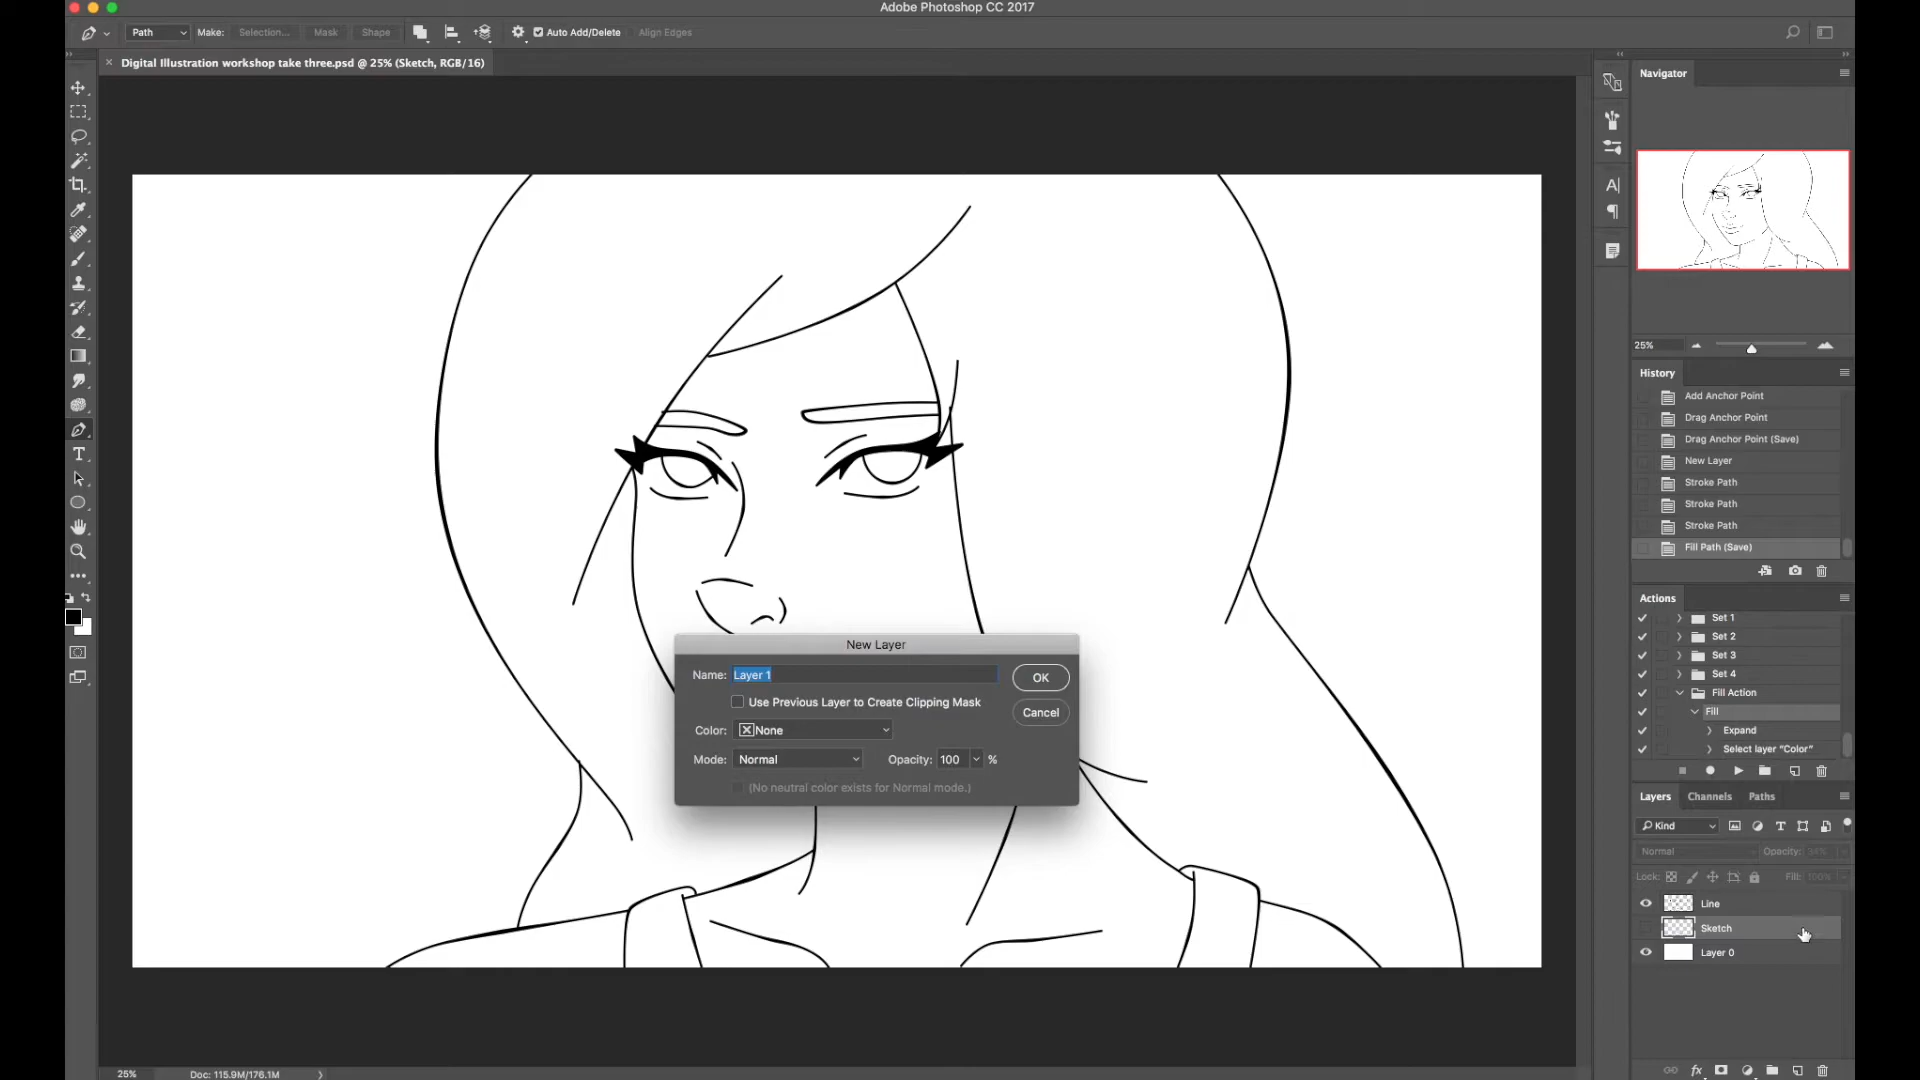 Adobe Photoshop CC 2017
Path Make: Selection... Mask Shape Auto Add/Delete Align Edges
× Digital Illustration workshop take three.psd @ 25% (Sketch, RGB/16)
Navigator
25%
History
Add Anchor Point
Drag Anchor Point
Drag Anchor Point (Save)
New Layer
Stroke Path
Stroke Path
Stroke Path
Fill Path (Save)
Actions
Set 1
Set 2
Set 3
Set 4
Fill Action
Fill
Expand
Select layer "Color"
Layers Channels Paths
Kind
Normal Opacity: 34%
Lock: Fill: 100%
Line
Sketch
Layer 0
New Layer
Name: Layer 1
OK
Use Previous Layer to Create Clipping Mask
Cancel
Color: None
Mode: Normal Opacity: 100 %
(No neutral color exists for Normal mode.)
25% Doc: 115.9M/176.1M